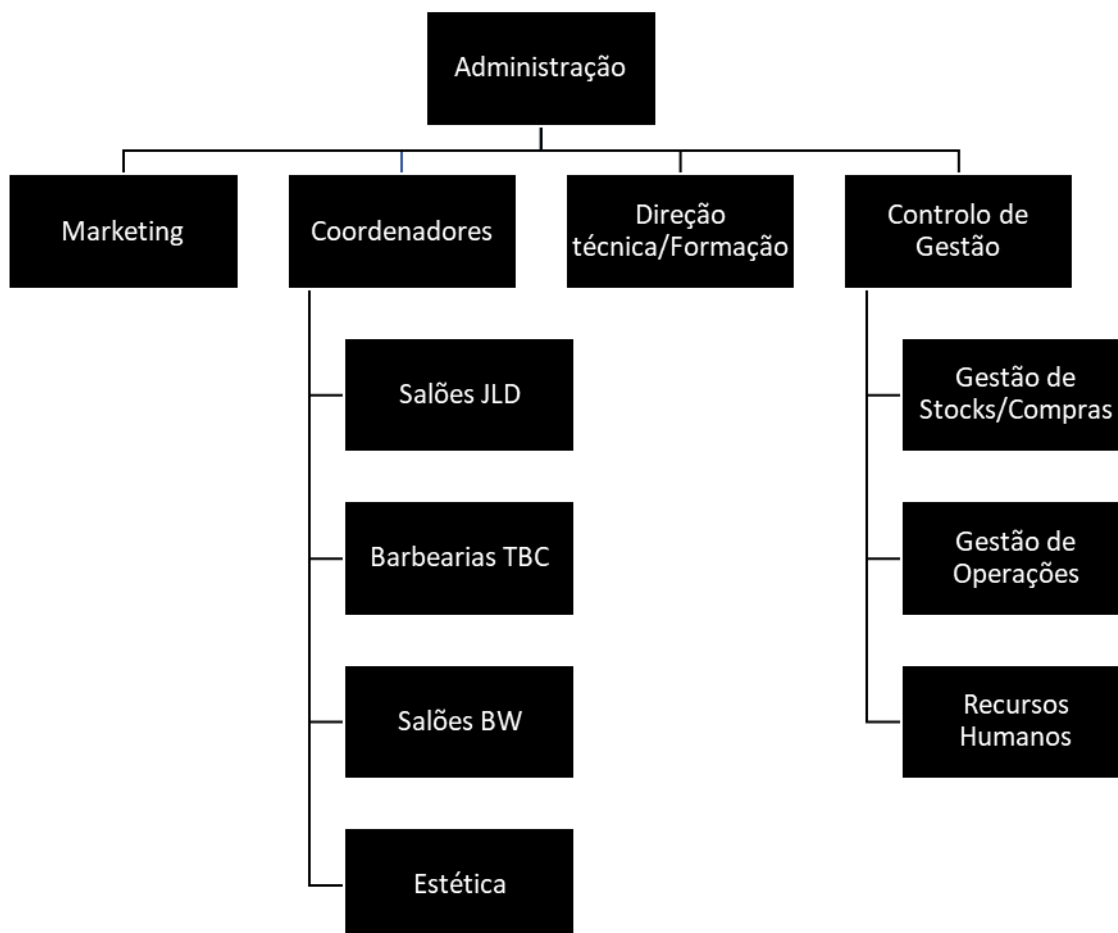 Administração
Marketing
Coordenadores
Direção
técnica/Formação
Controlo de
Gestão
Salões JLD
Barbearias TBC
Salões BW
Estética
Gestão de
Stocks/Compras
Gestão de
Operações
Recursos
Humanos